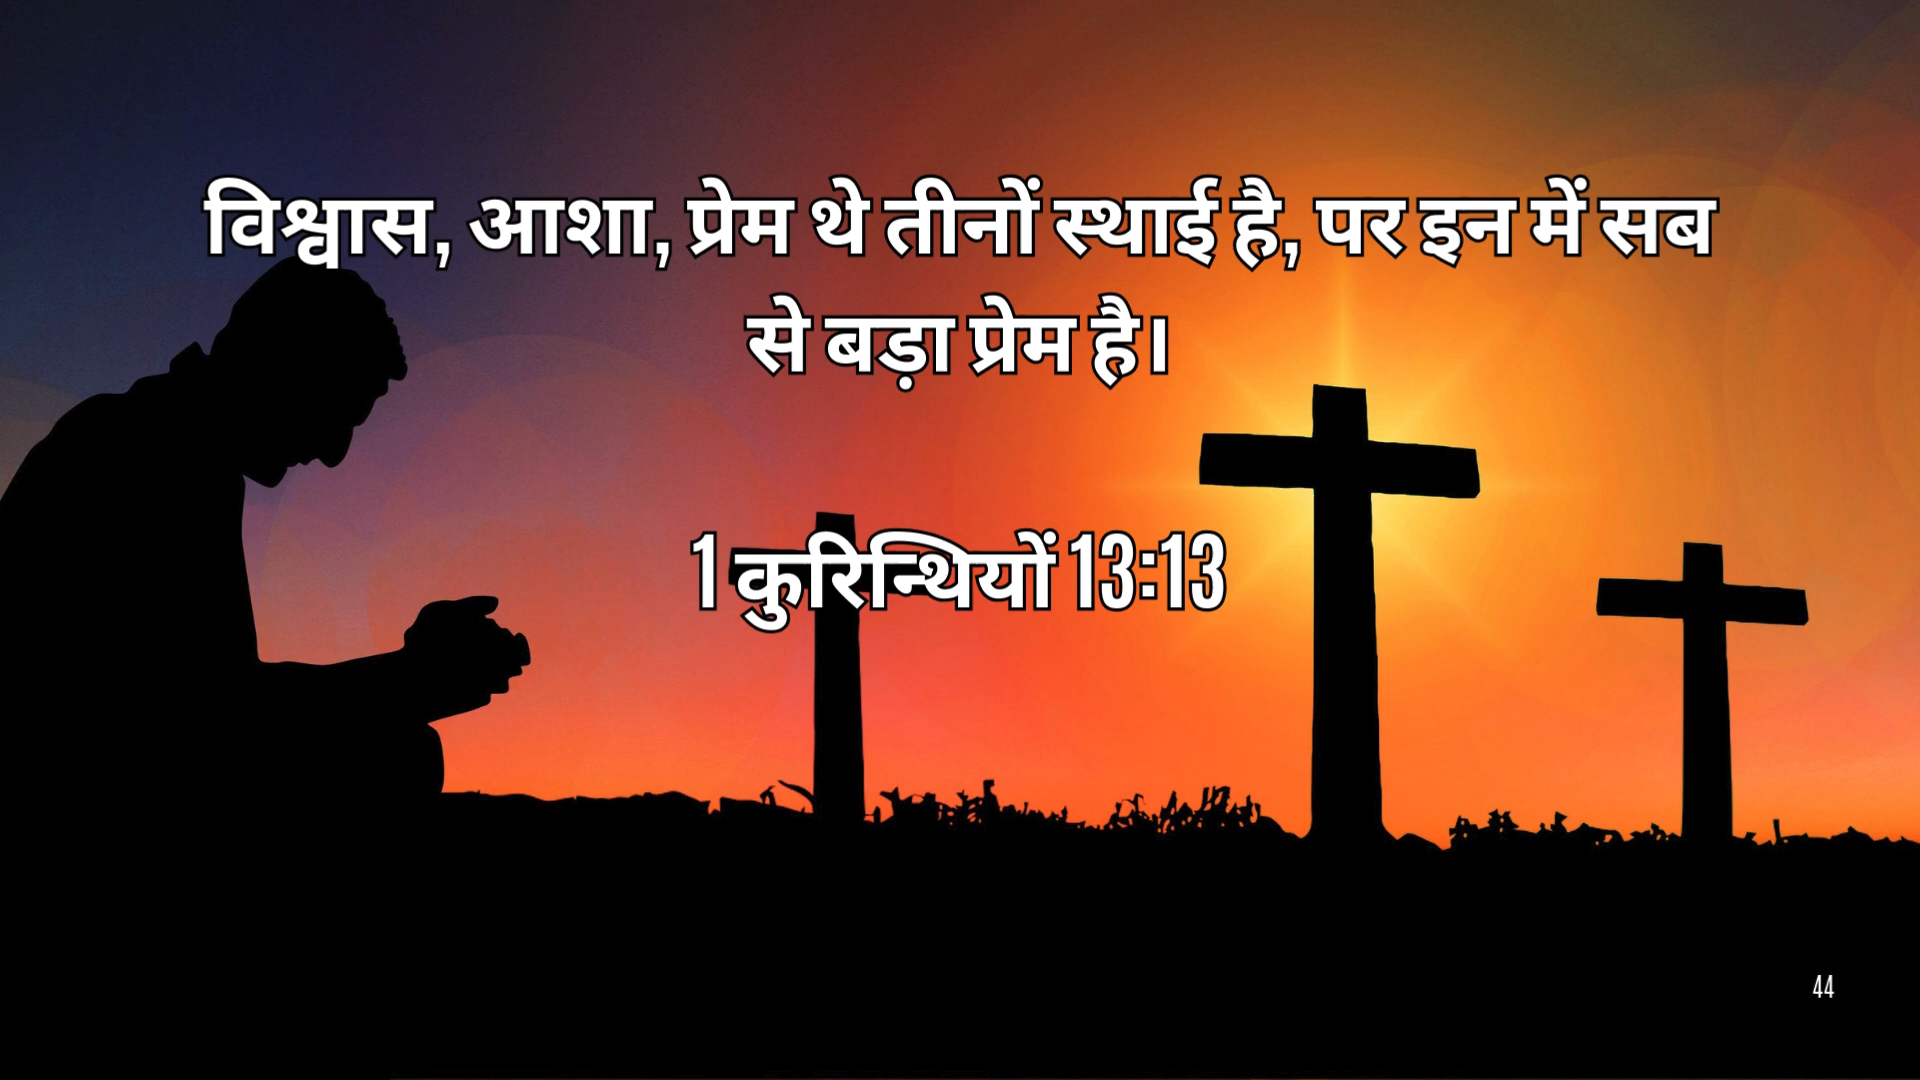 विश्वास, आशा, प्रेम थे तीनों स्थाई है, पर इन में सब
से बड़ा प्रेम है।
1 कुरिन्थियों 13:13
44